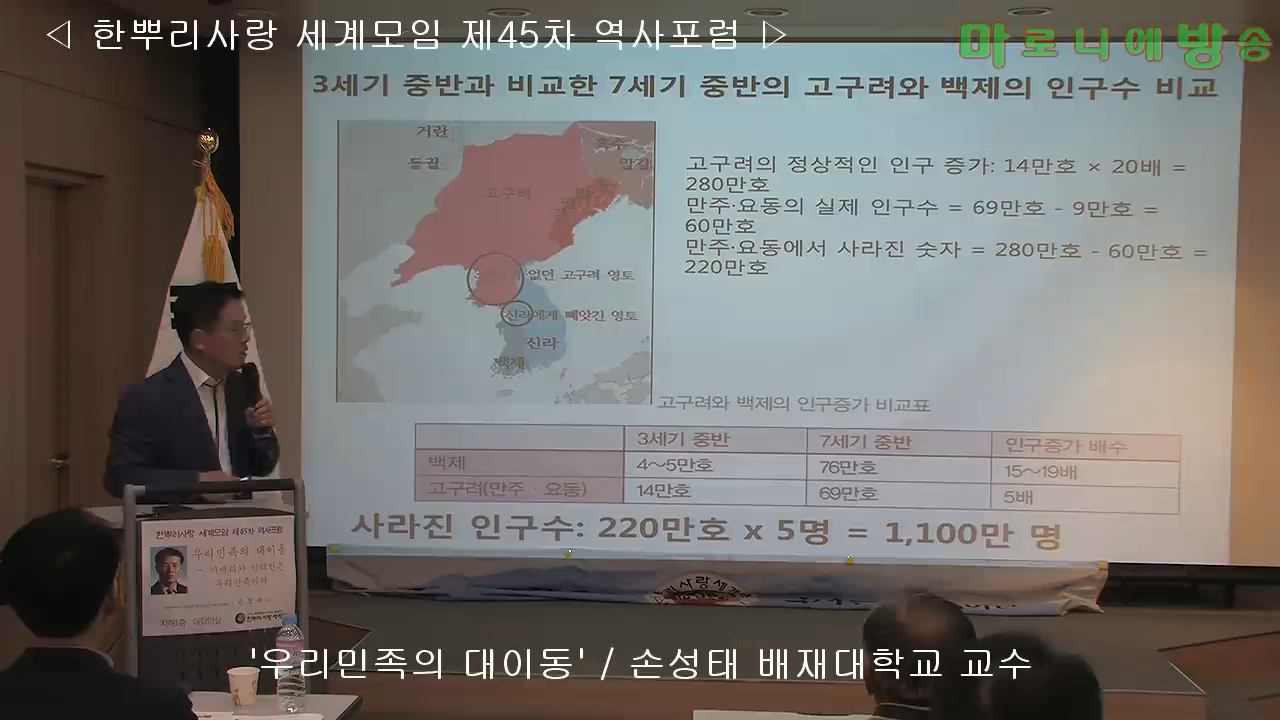 ◁ 한뿌리사랑 세계모임 제45차 역사포럼 ▷
마로니에방송
3세기 중반과 비교한 7세기 중반의 고구려와 백제의 인구수 비교
거란
돌궐
말갈
고구려
없던 고구려 영토
신라에게 빼앗긴 영토
신라
백제
고구려의 정상적인 인구 증가: 14만호 × 20배 =
280만호
만주·요동의 실제 인구수 = 69만호 - 9만호 =
60만호
만주·요동에서 사라진 숫자 = 280만호 - 60만호 =
220만호
고구려와 백제의 인구증가 비교표
3세기 중반 7세기 중반 인구증가 배수
백제 4~5만호 76만호 15~19배
고구려(만주·요동) 14만호 69만호 5배
사라진 인구수: 220만호 x 5명 = 1,100만 명
한뿌리사랑 세계모임 제45차 역사포럼
우리민족의 대이동
지하1층 대회의실
'우리민족의 대이동' / 손성태 배재대학교 교수